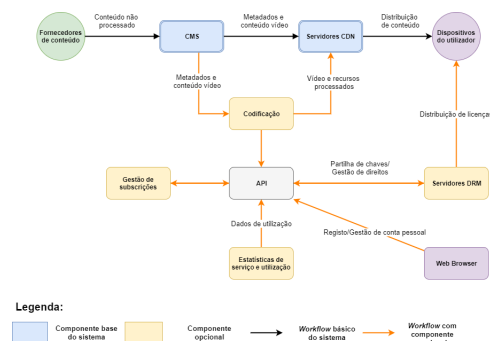 Conteúdo não
processado
Metadados e
conteúdo vídeo
Distribuição
de conteúdo
Fornecedores
de conteúdo
CMS
Servidores CDN
Dispositivos
do utilizador
Metadados e
conteúdo vídeo
Vídeo e recursos
processados
Codificação
Distribuição de licenças
Partilha de chaves/
Gestão de direitos
Gestão de
subscrições
API
Servidores DRM
Dados de utilização
Registo/Gestão de conta pessoal
Estatísticas de
serviço e utilização
Web Browser
Legenda:
Componente base
do sistema
Componente
opcional
Workflow básico
do sistema
Workflow com
componente